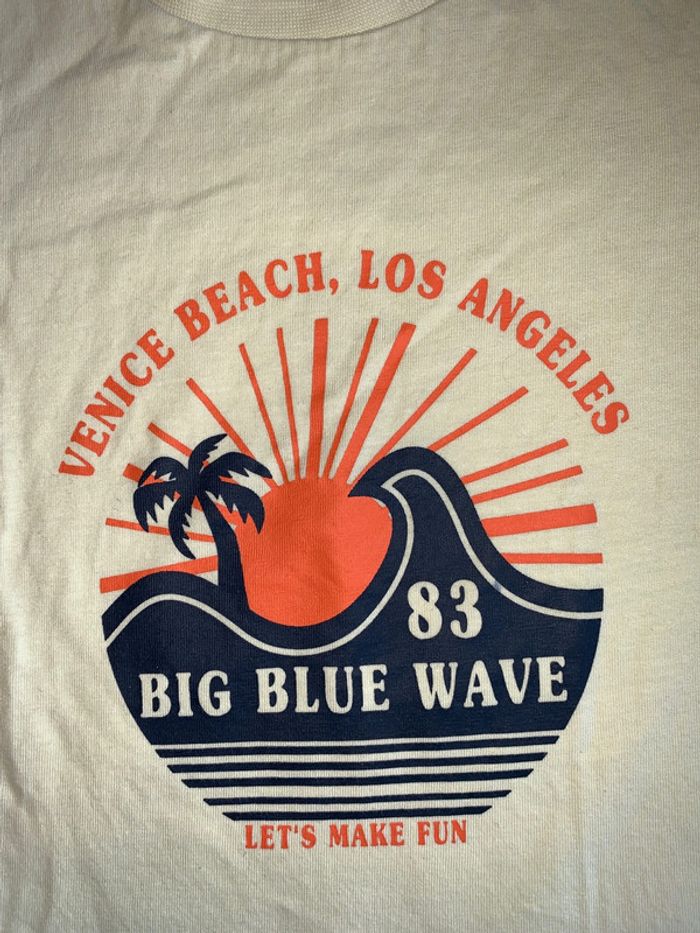 VENICE BEACH, LOS ANGELES
83
BIG BLUE WAVE
LET'S MAKE FUN